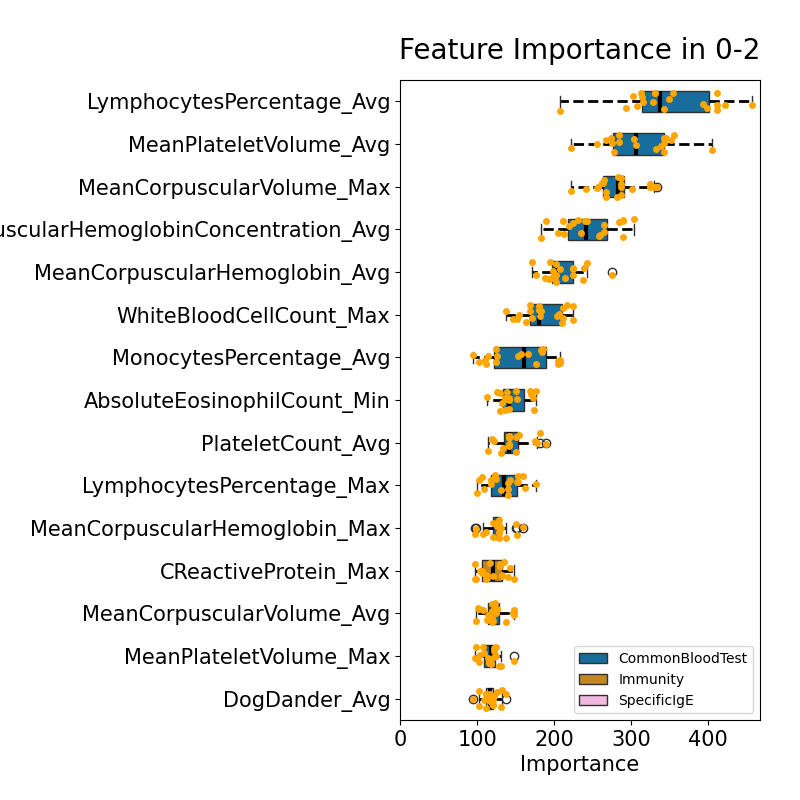 Feature Importance in 0-2
LymphocytesPercentage_Avg
MeanPlateletVolume_Avg
MeanCorpuscularVolume_Max
uscularHemoglobinConcentration_Avg
MeanCorpuscularHemoglobin_Avg
WhiteBloodCellCount_Max
MonocytesPercentage_Avg
AbsoluteEosinophilCount_Min
PlateletCount_Avg
LymphocytesPercentage_Max
MeanCorpuscularHemoglobin_Max
CReactiveProtein_Max
MeanCorpuscularVolume_Avg
MeanPlateletVolume_Max
DogDander_Avg
CommonBloodTest
Immunity
SpecificIgE
0 100 200 300 400
Importance